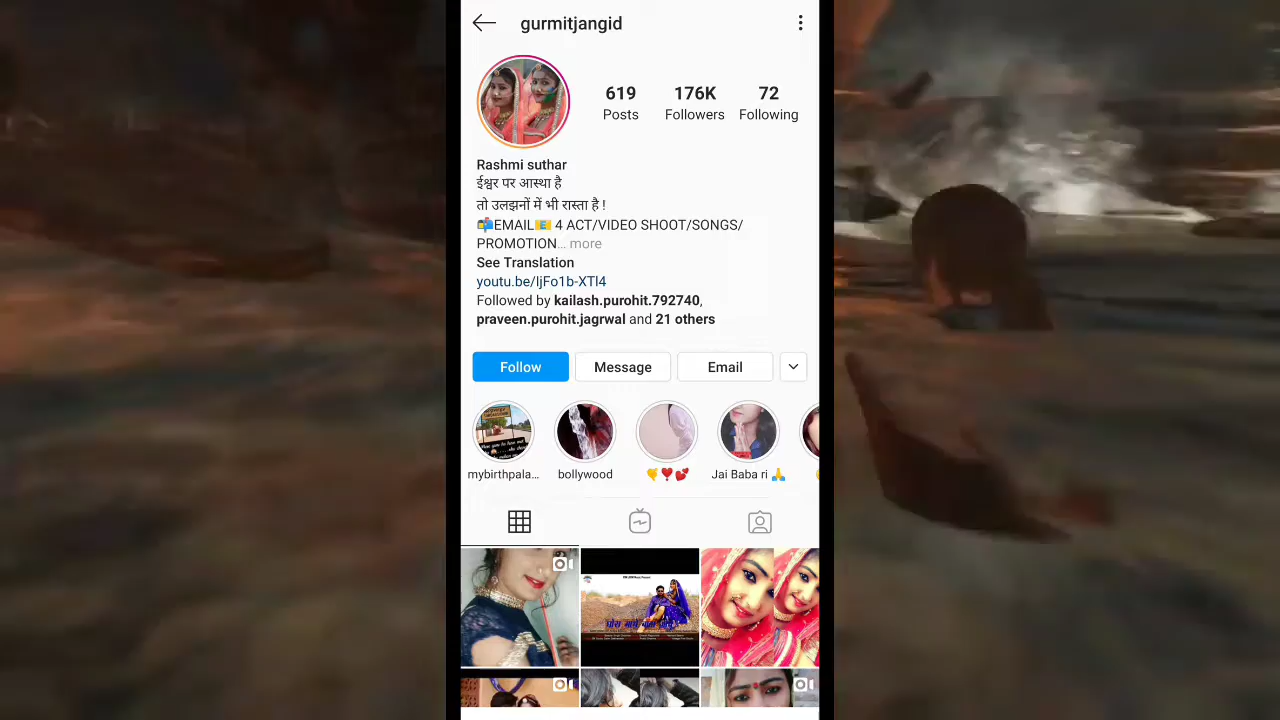 gurmitjangid
619
176K
72
Posts
Followers
Following
Rashmi suthar
ईश्वर पर आस्था है
तो उलझनों में भी रास्ता है !
📬EMAIL📧 4 ACT/VIDEO SHOOT/SONGS/
PROMOTION... more
See Translation
youtu.be/IjFo1b-XTI4
Followed by kailash.purohit.792740,
praveen.purohit.jagrwal and 21 others
Follow
Message
Email
mybirthpala...
bollywood
Jai Baba ri 🙏